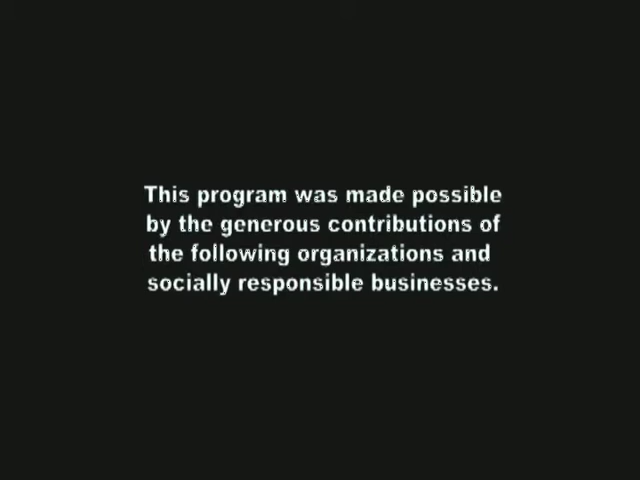 This program was made possible
by the generous contributions of
the following organizations and
socially responsible businesses.